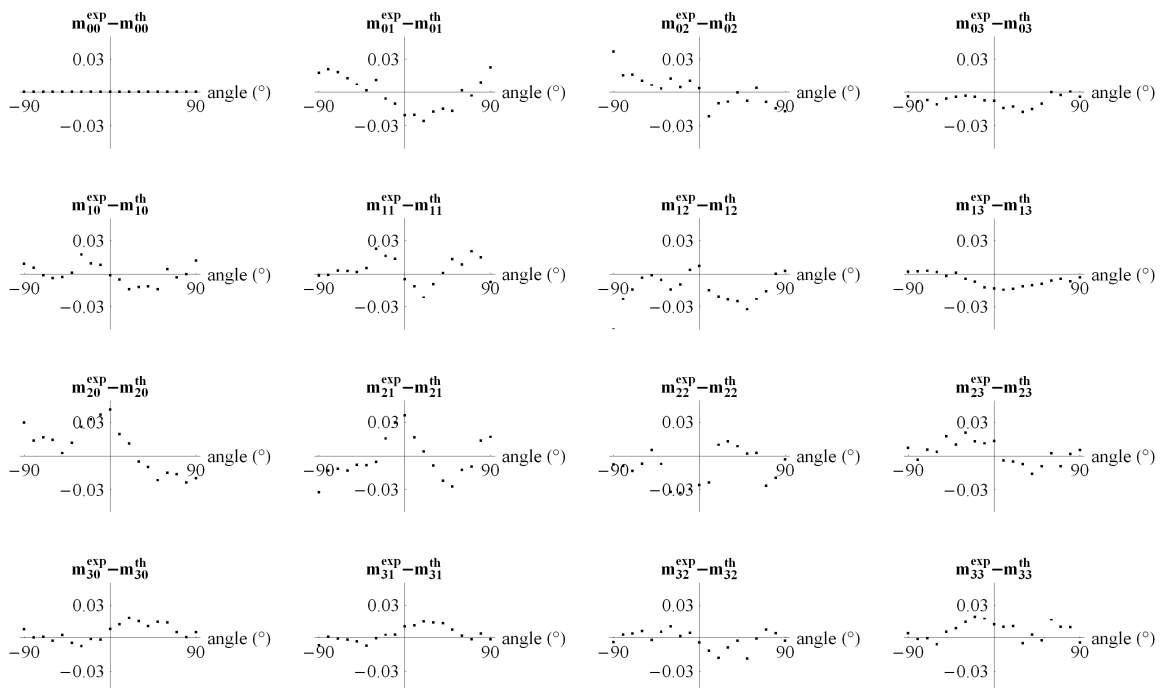 m00exp−m00th m01exp−m01th m02exp−m02th m03exp−m03th
0.03 0.03 0.03 0.03
angle (°) angle (°) angle (°) angle (°)
−90 90 −90 90 −90 90 −90 90
−0.03 −0.03 −0.03 −0.03
m10exp−m10th m11exp−m11th m12exp−m12th m13exp−m13th
0.03 0.03 0.03 0.03
angle (°) angle (°) angle (°) angle (°)
−90 90 −90 90 −90 90 −90 90
−0.03 −0.03 −0.03 −0.03
m20exp−m20th m21exp−m21th m22exp−m22th m23exp−m23th
0.03 0.03 0.03 0.03
angle (°) angle (°) angle (°) angle (°)
−90 90 −90 90 −90 90 −90 90
−0.03 −0.03 −0.03 −0.03
m30exp−m30th m31exp−m31th m32exp−m32th m33exp−m33th
0.03 0.03 0.03 0.03
angle (°) angle (°) angle (°) angle (°)
−90 90 −90 90 −90 90 −90 90
−0.03 −0.03 −0.03 −0.03